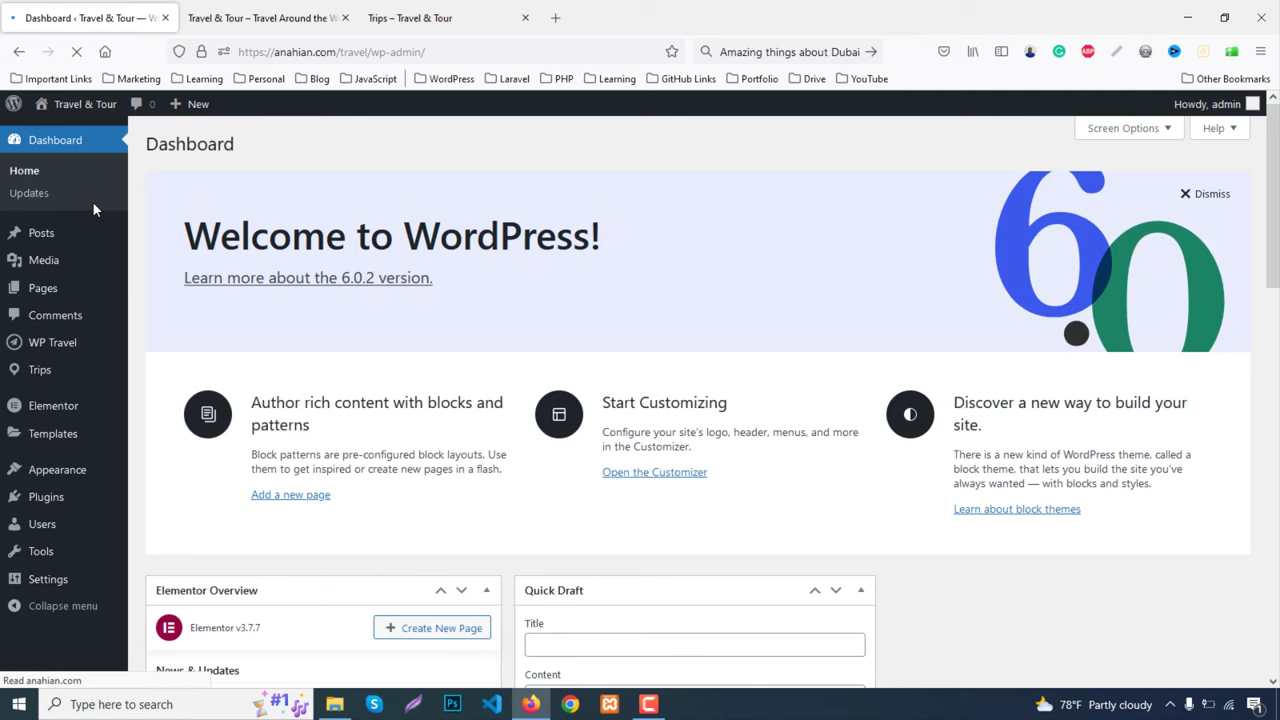 Dashboard ‹ Travel & Tour — W
Travel & Tour – Travel Around the W
Trips – Travel & Tour
https://anahian.com/travel/wp-admin/
Amazing things about Dubai
Important Links
Marketing
Learning
Personal
Blog
JavaScript
WordPress
Laravel
PHP
Learning
GitHub Links
Portfolio
Drive
YouTube
Other Bookmarks
Travel & Tour
0
New
Howdy, admin
Dashboard
Home
Updates
Posts
Media
Pages
Comments
WP Travel
Trips
Elementor
Templates
Appearance
Plugins
Users
Tools
Settings
Collapse menu
Screen Options
Help
Dashboard
Welcome to WordPress!
Learn more about the 6.0.2 version.
6.0
Dismiss
Author rich content with blocks and
patterns
Block patterns are pre-configured block layouts. Use
them to get inspired or create new pages in a flash.
Add a new page
Start Customizing
Configure your site's logo, header, menus, and more
in the Customizer.
Open the Customizer
Discover a new way to build your
site.
There is a new kind of WordPress theme, called a
block theme, that lets you build the site you've
always wanted — with blocks and styles.
Learn about block themes
Elementor Overview
Elementor v3.7.7
Create New Page
News & Updates
Quick Draft
Title
Content
Read anahian.com
Type here to search
#1
78°F Partly cloudy
1